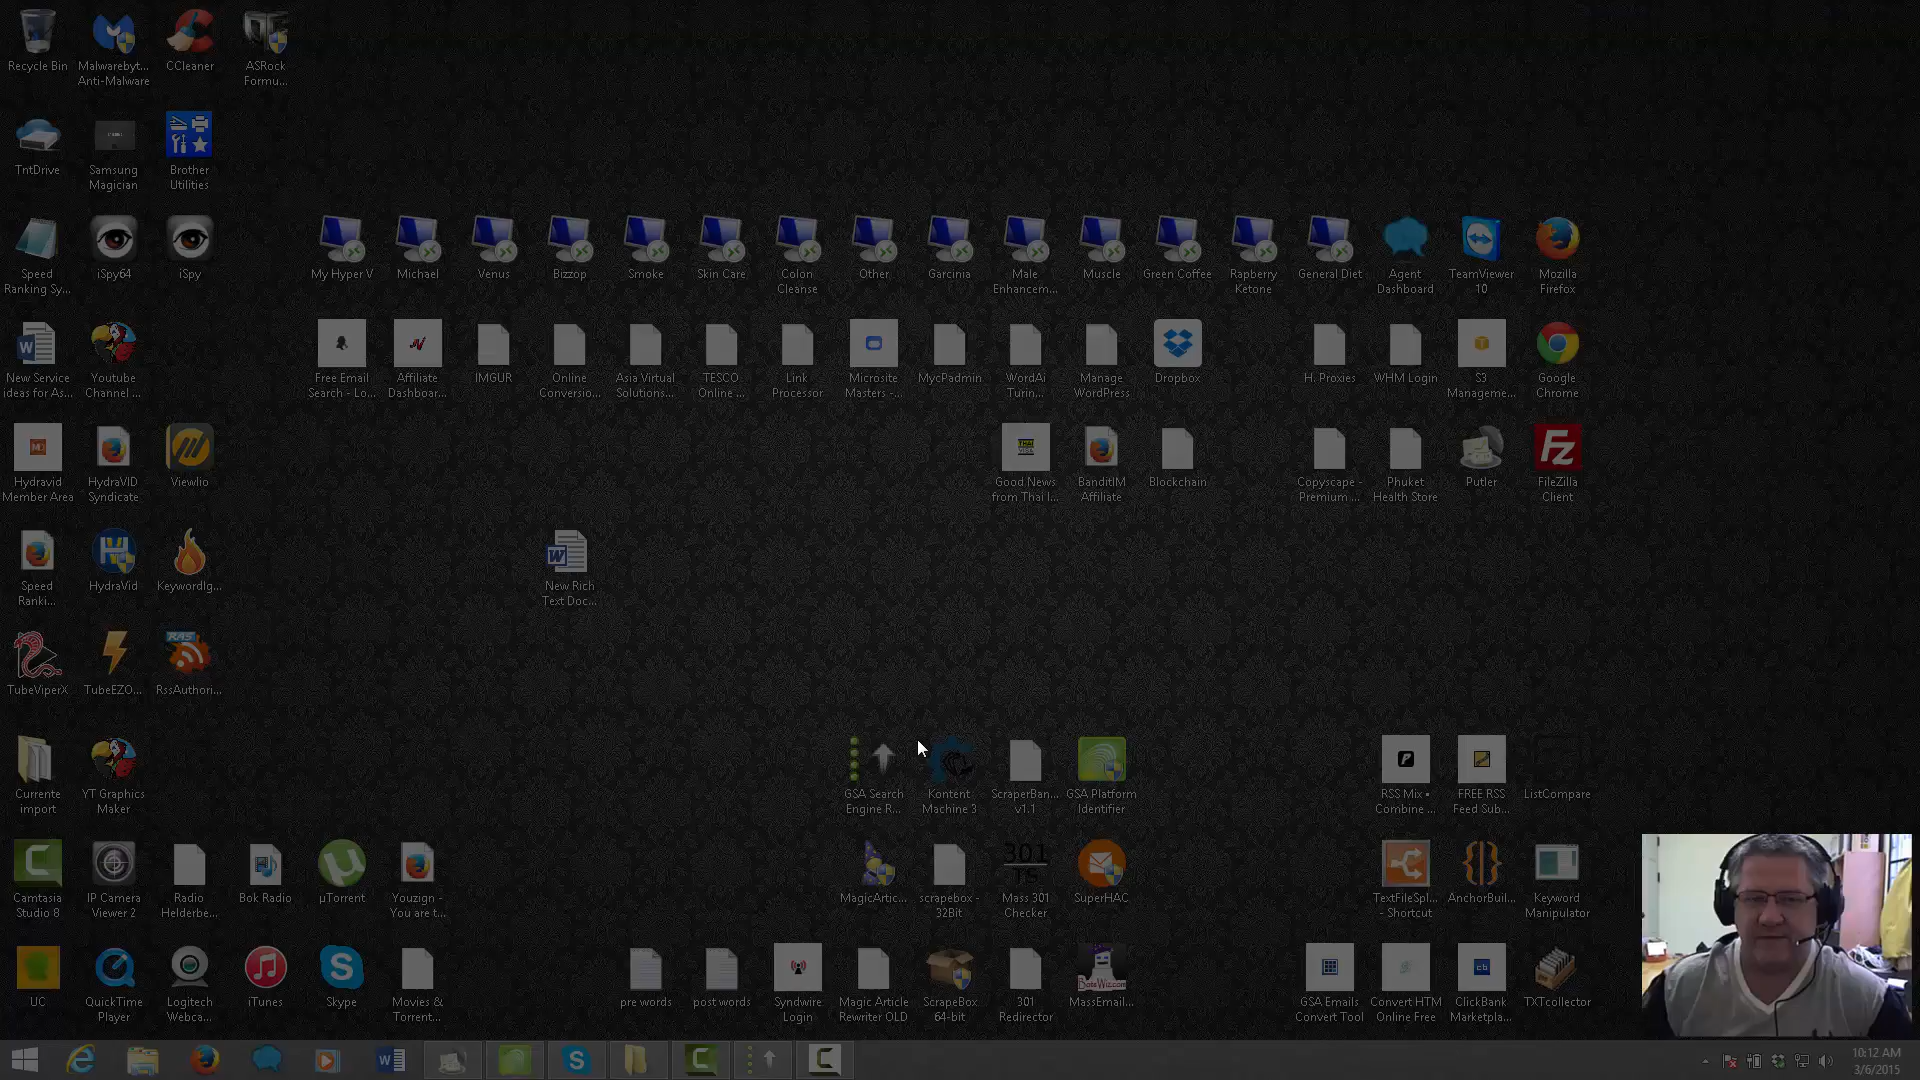 Recycle Bin
Malwarebyt...
Anti-Malware
CCleaner
ASRock
Formu...
TntDrive
Samsung
Magician
Brother
Utilities
Speed
Ranking Sy...
iSpy64
iSpy
My Hyper V
Michael
Venus
Bizzop
Smoke
Skin Care
Colon
Cleanse
Other
Garcinia
Male
Enhancem...
Muscle
Green Coffee
Rapberry
Ketone
General Diet
Agent
Dashboard
TeamViewer
10
Mozilla
Firefox
New Service
ideas for As...
Youtube
Channel ...
Free Email
Search - Lo...
Affiliate
Dashboar...
IMGUR
Online
Conversio...
Asia Virtual
Solutions...
TESCO
Online ...
Link
Processor
Microsite
Masters -...
MycPadmin
WordAi
Turin...
Manage
WordPress
Dropbox
H. Proxies
WHM Login
S3
Manageme...
Google
Chrome
Hydravid
Member Area
HydraVID
Syndicate
Viewlio
Good News
from Thai I...
BanditIM
Affiliate
Blockchain
Copyscape -
Premium ...
Phuket
Health Store
Putler
FileZilla
Client
Speed
Ranki...
HydraVid
KeywordIg...
New Rich
Text Doc...
TubeViperX
TubeEZO...
RssAuthori...
Currente
import
YT Graphics
Maker
GSA Search
Engine R...
Kontent
Machine 3
ScraperBan...
v1.1
GSA Platform
Identifier
RSS Mix •
Combine ...
FREE RSS
Feed Sub...
ListCompare
Camtasia
Studio 8
IP Camera
Viewer 2
Radio
Helderbe...
Bok Radio
µTorrent
Youzign -
You are t...
MagicArtic...
scrapebox -
32Bit
301
TS
Mass 301
Checker
SuperHAC
TextFileSpl...
- Shortcut
AnchorBuil...
Keyword
Manipulator
UC
QuickTime
Player
Logitech
Webca...
iTunes
Skype
Movies &
Torrent...
pre words
post words
Syndwire
Login
Magic Article
Rewriter OLD
ScrapeBox
64-bit
301
Redirector
BotsWiz.com
MassEmail...
GSA Emails
Convert Tool
Convert HTM
Online Free
ClickBank
Marketpla...
TXTcollector
10:12 AM
3/6/2015